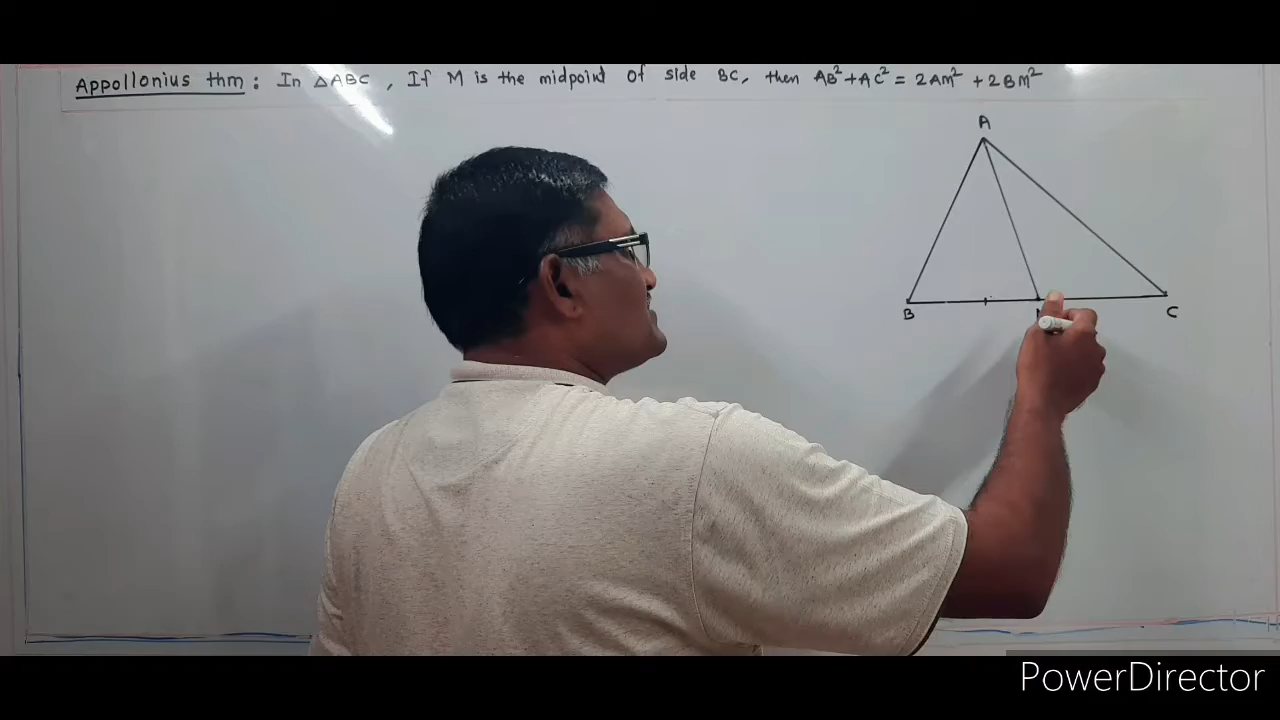 Appollonius thm : In △ABC , If M is the midpoint of side BC, then AB² + AC² = 2AM² + 2BM²
A
B
C
PowerDirector